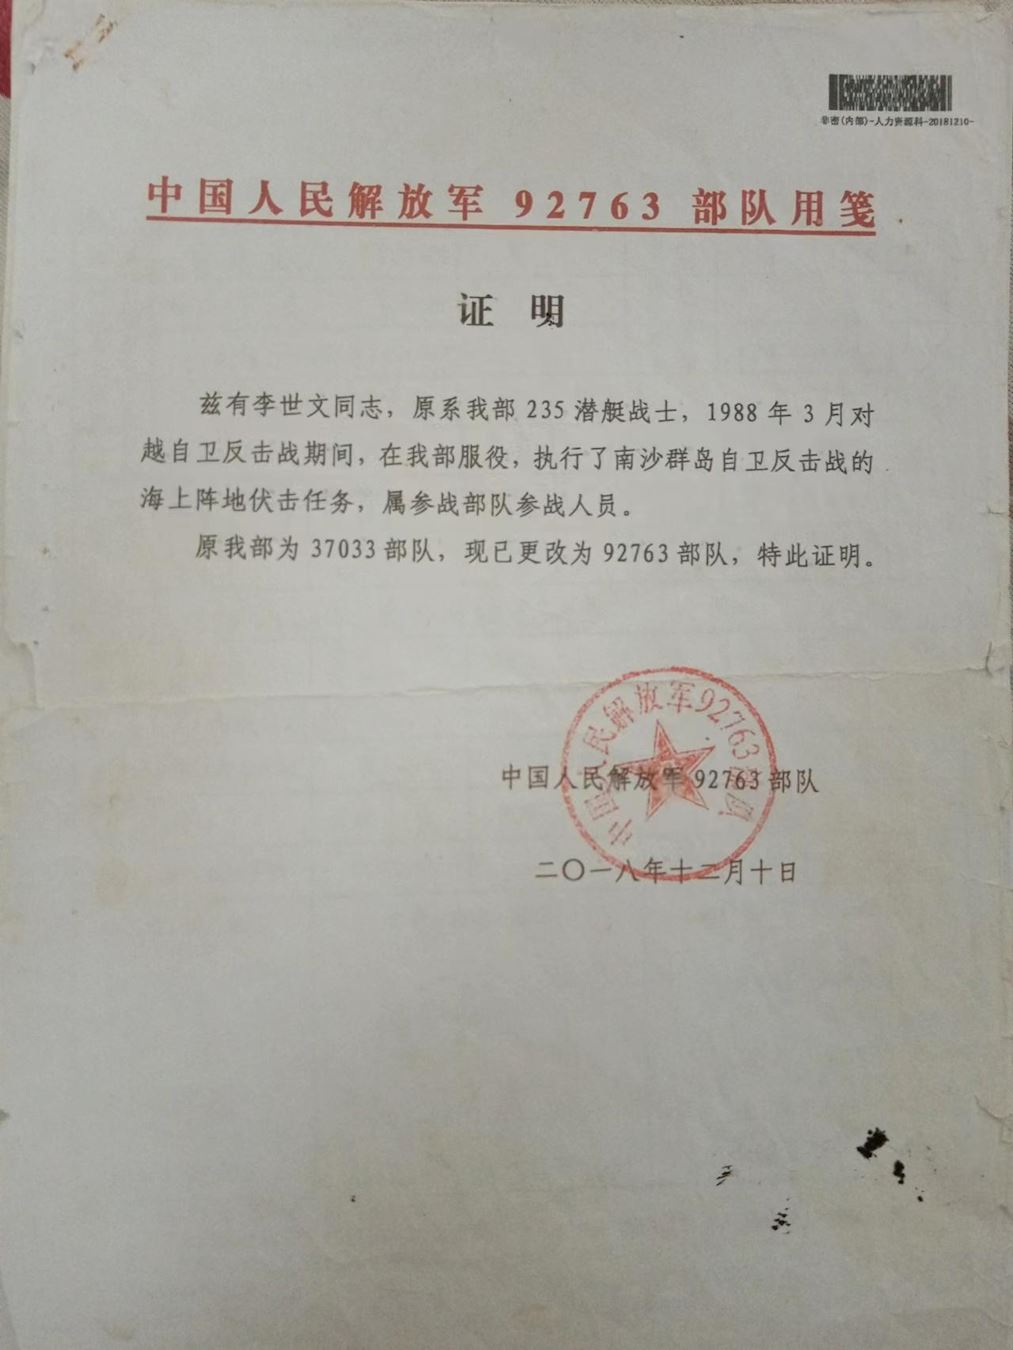 非密(内部)-人力资源科-20181210-
中国人民解放军 92763 部队用笺
证 明
兹有李世文同志，原系我部 235 潜艇战士，1988 年 3 月对
越自卫反击战期间，在我部服役，执行了南沙群岛自卫反击战的
海上阵地伏击任务，属参战部队参战人员。
原我部为 37033 部队，现已更改为 92763 部队，特此证明。
中国人民解放军92763部队
中国人民解放军 92763 部队
二〇一八年十二月十日